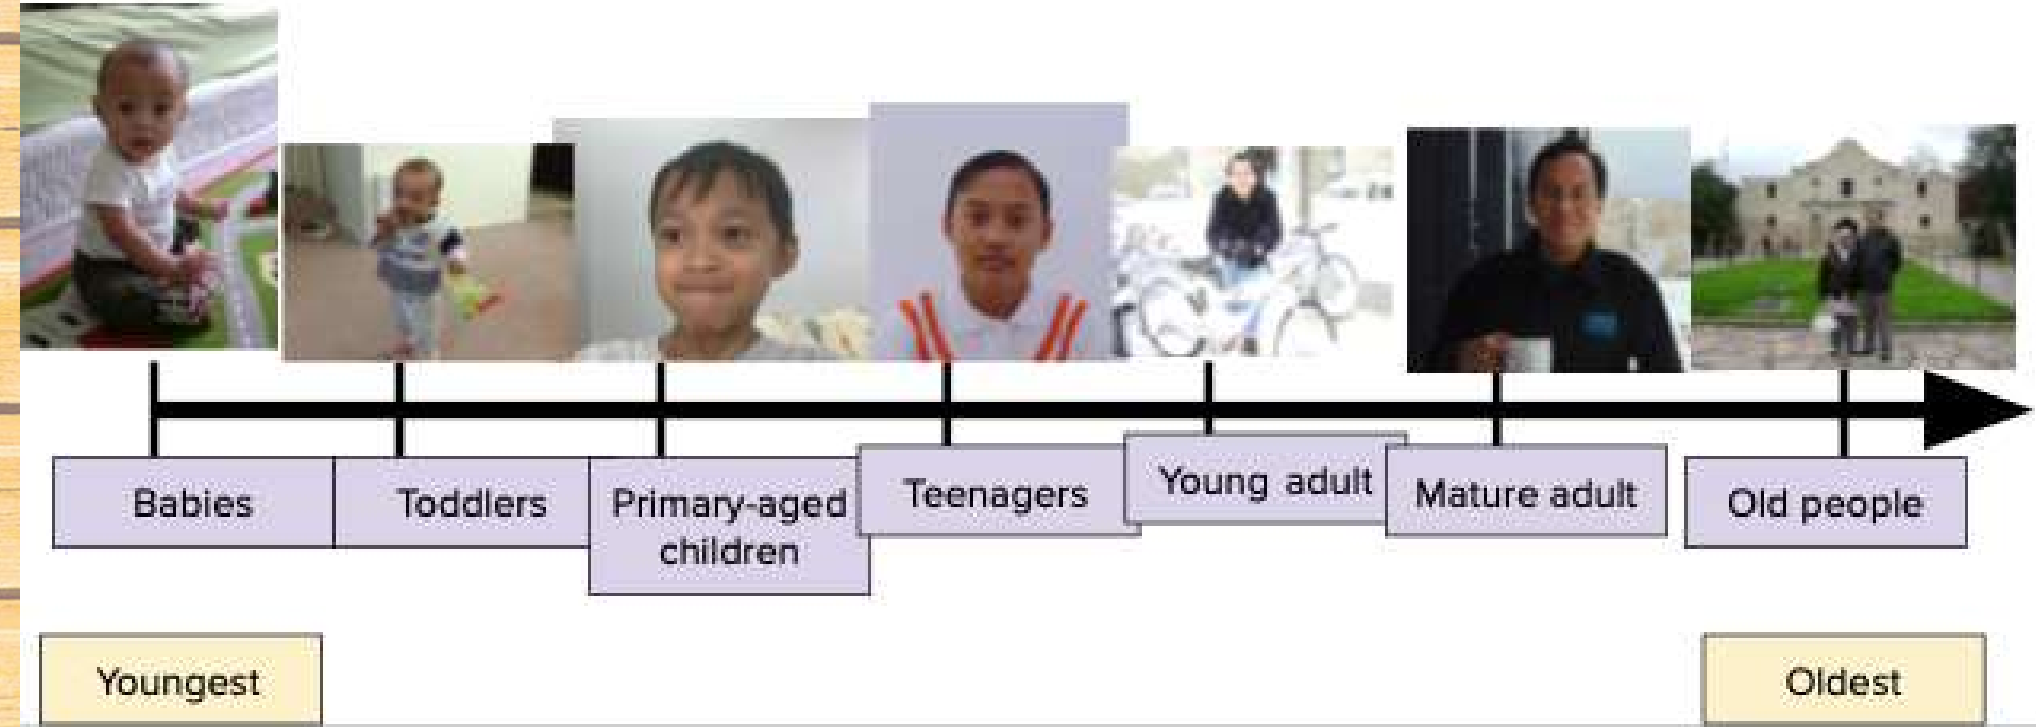 Babies
Toddlers
Primary-aged
children
Teenagers
Young adult
Mature adult
Old people
Youngest
Oldest